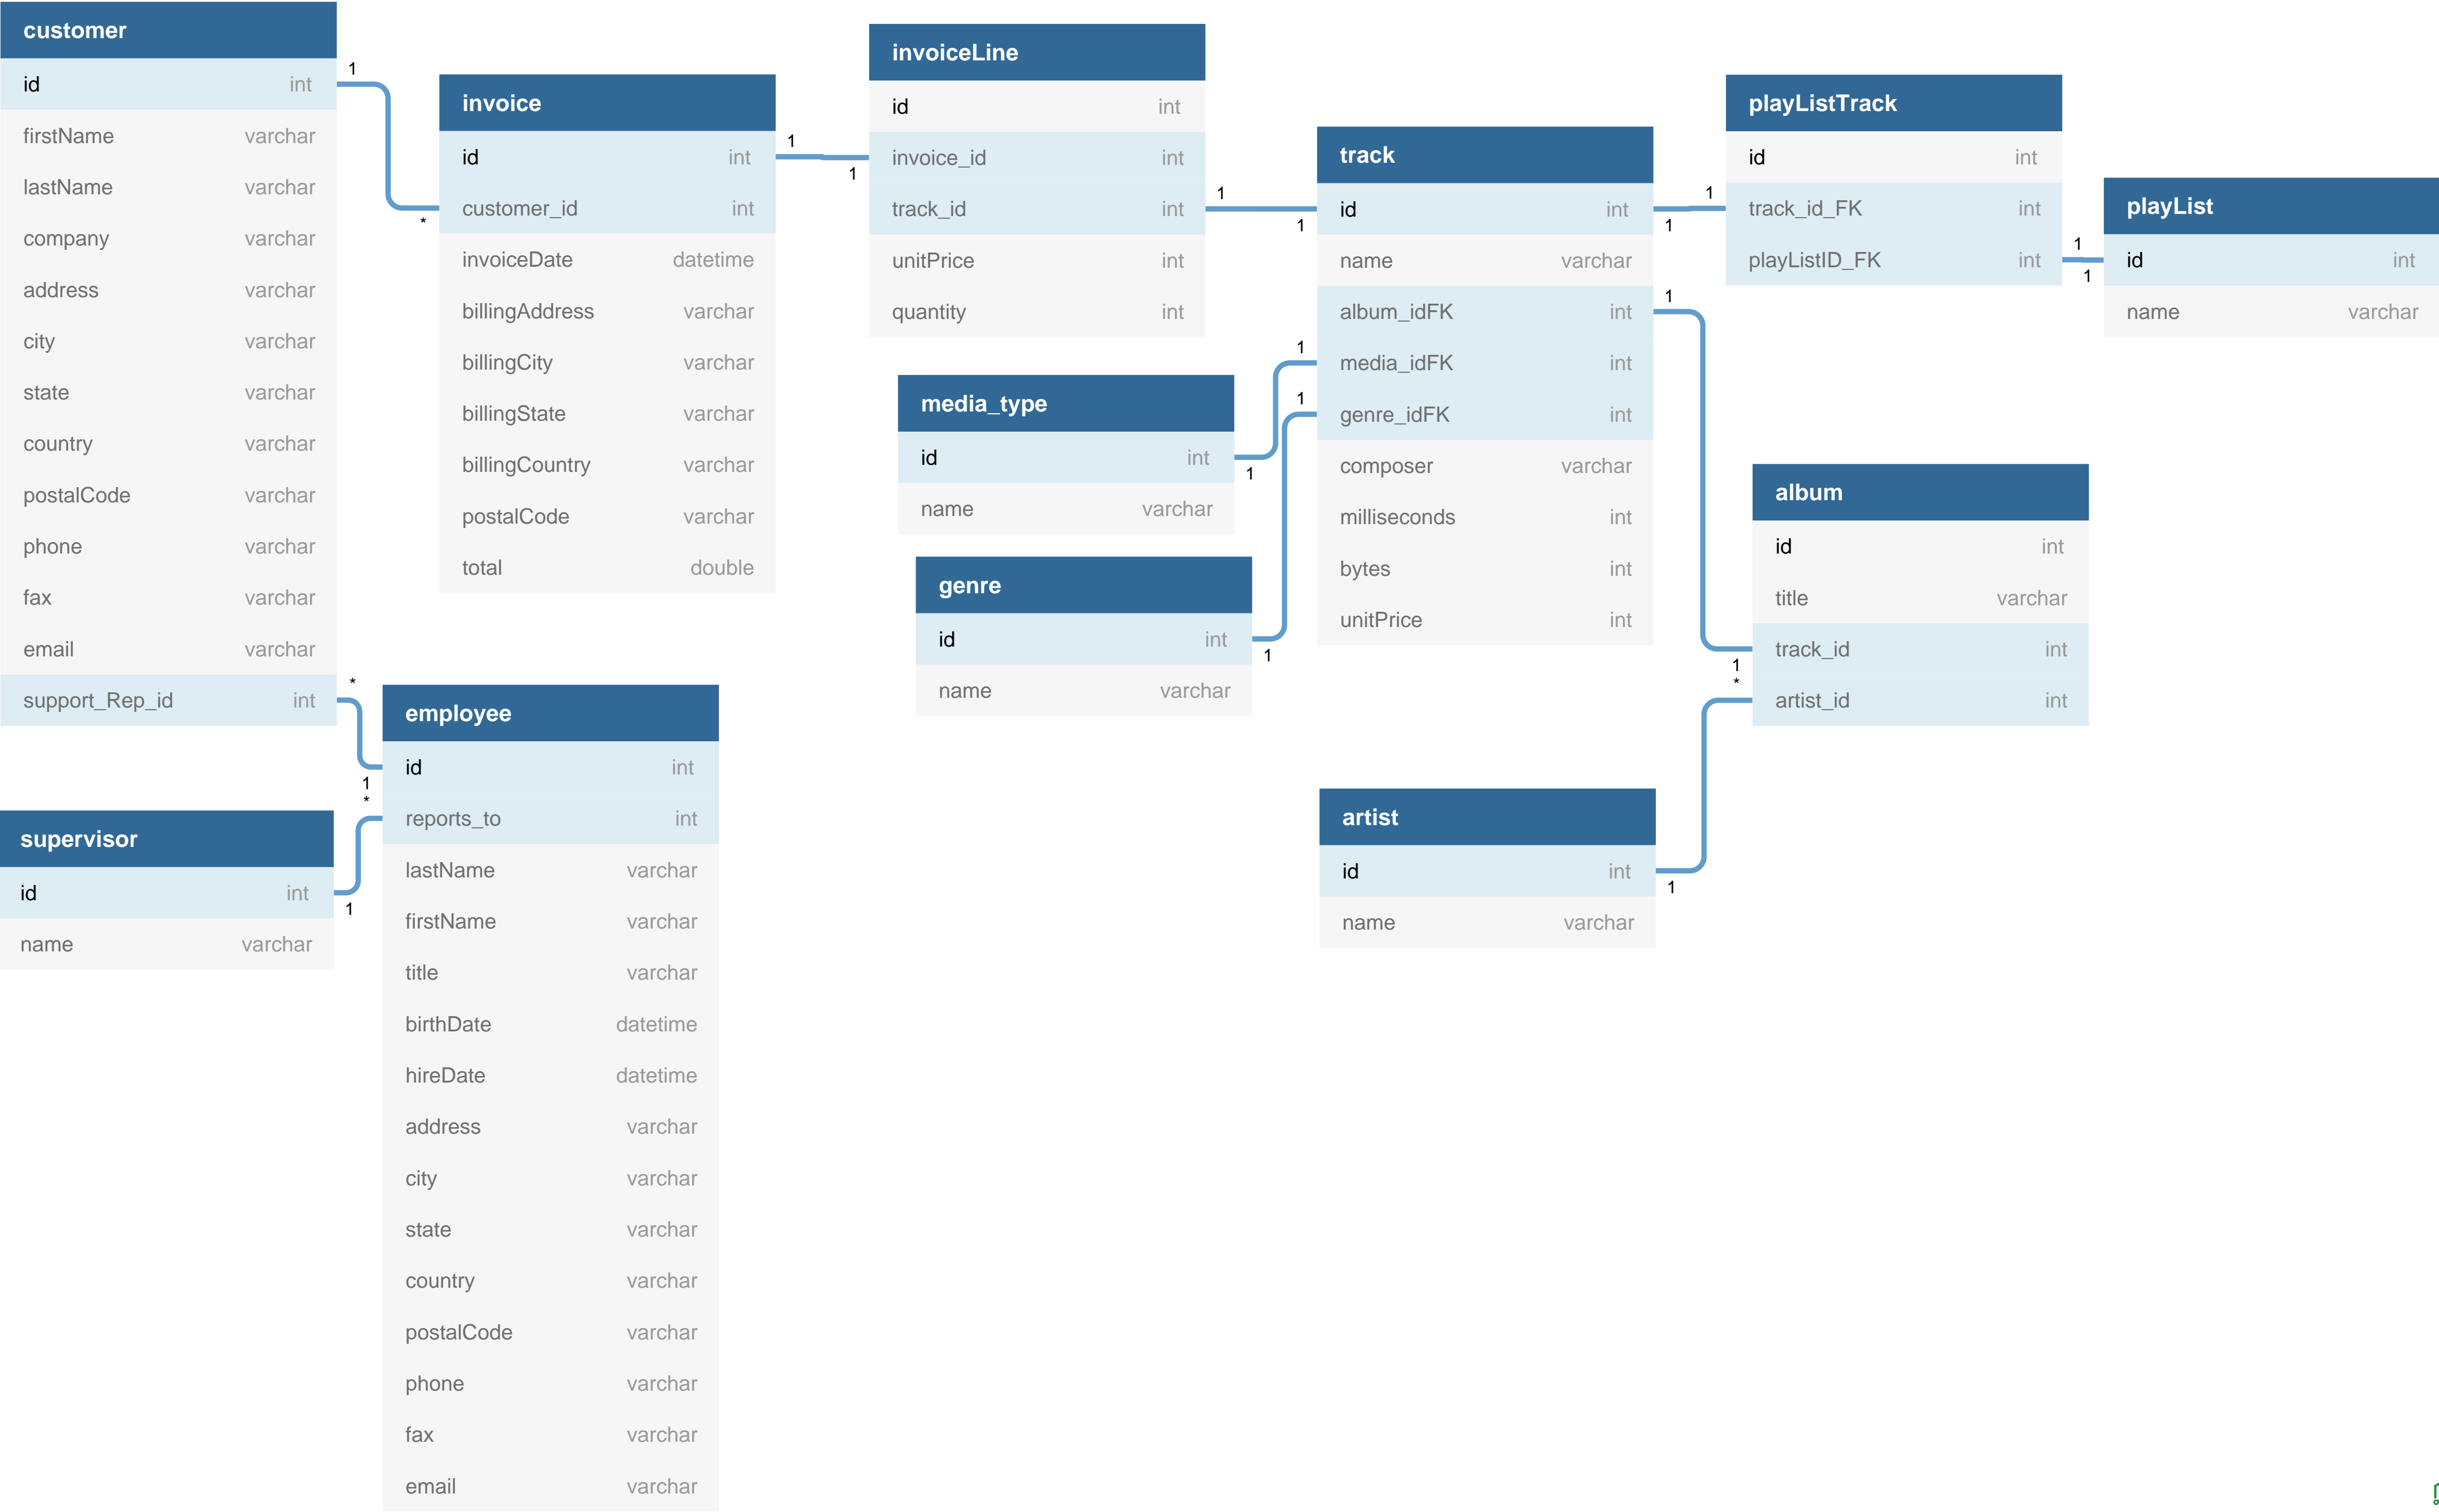 customer
id int
firstName varchar
lastName varchar
company varchar
address varchar
city varchar
state varchar
country varchar
postalCode varchar
phone varchar
fax varchar
email varchar
support_Rep_id int
1
*
invoice
id int
customer_id int
invoiceDate datetime
billingAddress varchar
billingCity varchar
billingState varchar
billingCountry varchar
postalCode varchar
total double
*
1
invoiceLine
id int
invoice_id int
track_id int
unitPrice int
quantity int
1
1
track
id int
name varchar
album_idFK int
media_idFK int
genre_idFK int
composer varchar
milliseconds int
bytes int
unitPrice int
1
1
1
1
1
playListTrack
id int
track_id_FK int
playListID_FK int
1
1
playList
id int
name varchar
1
media_type
id int
name varchar
1
genre
id int
name varchar
1
album
id int
title varchar
track_id int
artist_id int
1
*
artist
id int
name varchar
1
employee
id int
reports_to int
lastName varchar
firstName varchar
title varchar
birthDate datetime
hireDate datetime
address varchar
city varchar
state varchar
country varchar
postalCode varchar
phone varchar
fax varchar
email varchar
1
*
supervisor
id int
name varchar
1